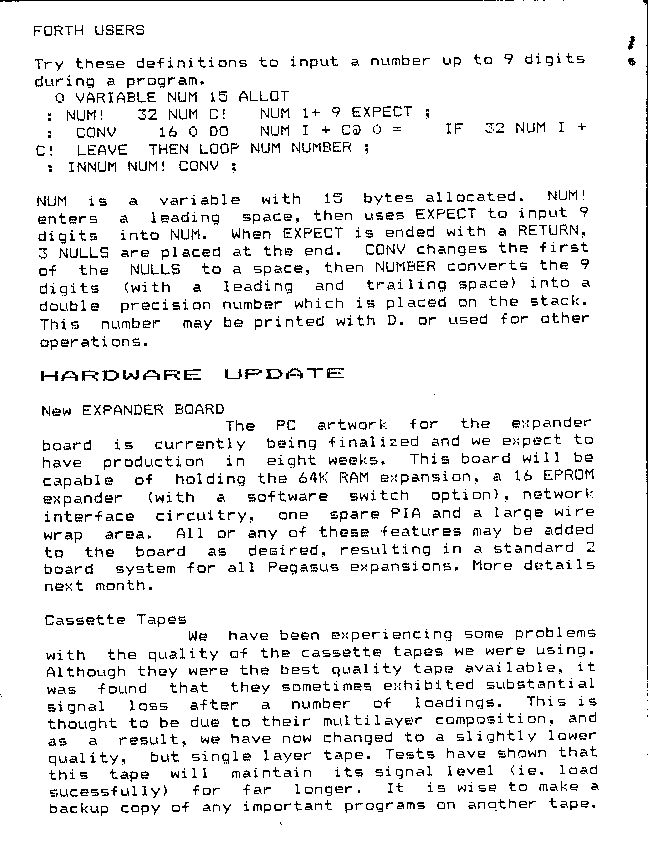 FORTH USERS
Try these definitions to input a number up to 9 digits
during a program.
0 VARIABLE NUM 15 ALLOT
: NUM! 32 NUM C! NUM 1+ 9 EXPECT ;
: CONV 16 0 DO NUM I + C@ 0 = IF 32 NUM I +
C! LEAVE THEN LOOP NUM NUMBER ;
: INNUM NUM! CONV ;
NUM is a variable with 15 bytes allocated. NUM!
enters a leading space, then uses EXPECT to input 9
digits into NUM. When EXPECT is ended with a RETURN,
3 NULLS are placed at the end. CONV changes the first
of the NULLS to a space, then NUMBER converts the 9
digits (with a leading and trailing space) into a
double precision number which is placed on the stack.
This number may be printed with D. or used for other
operations.
HARDWARE UPDATE
New EXPANDER BOARD
The PC artwork for the expander
board is currently being finalized and we expect to
have production in eight weeks. This board will be
capable of holding the 64K RAM expansion, a 16 EPROM
expander (with a software switch option), network
interface circuitry, one spare PIA and a large wire
wrap area. All or any of these features may be added
to the board as desired, resulting in a standard 2
board system for all Pegasus expansions. More details
next month.
Cassette Tapes
We have been experiencing some problems
with the quality of the cassette tapes we were using.
Although they were the best quality tape available, it
was found that they sometimes exhibited substantial
signal loss after a number of loadings. This is
thought to be due to their multilayer composition, and
as a result, we have now changed to a slightly lower
quality, but single layer tape. Tests have shown that
this tape will maintain its signal level (ie. load
sucessfully) for far longer. It is wise to make a
backup copy of any important programs on another tape.